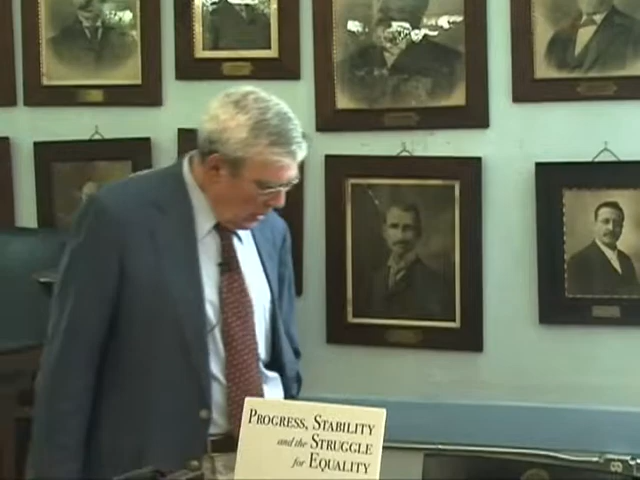 PROGRESS, STABILITY
and the STRUGGLE
for EQUALITY